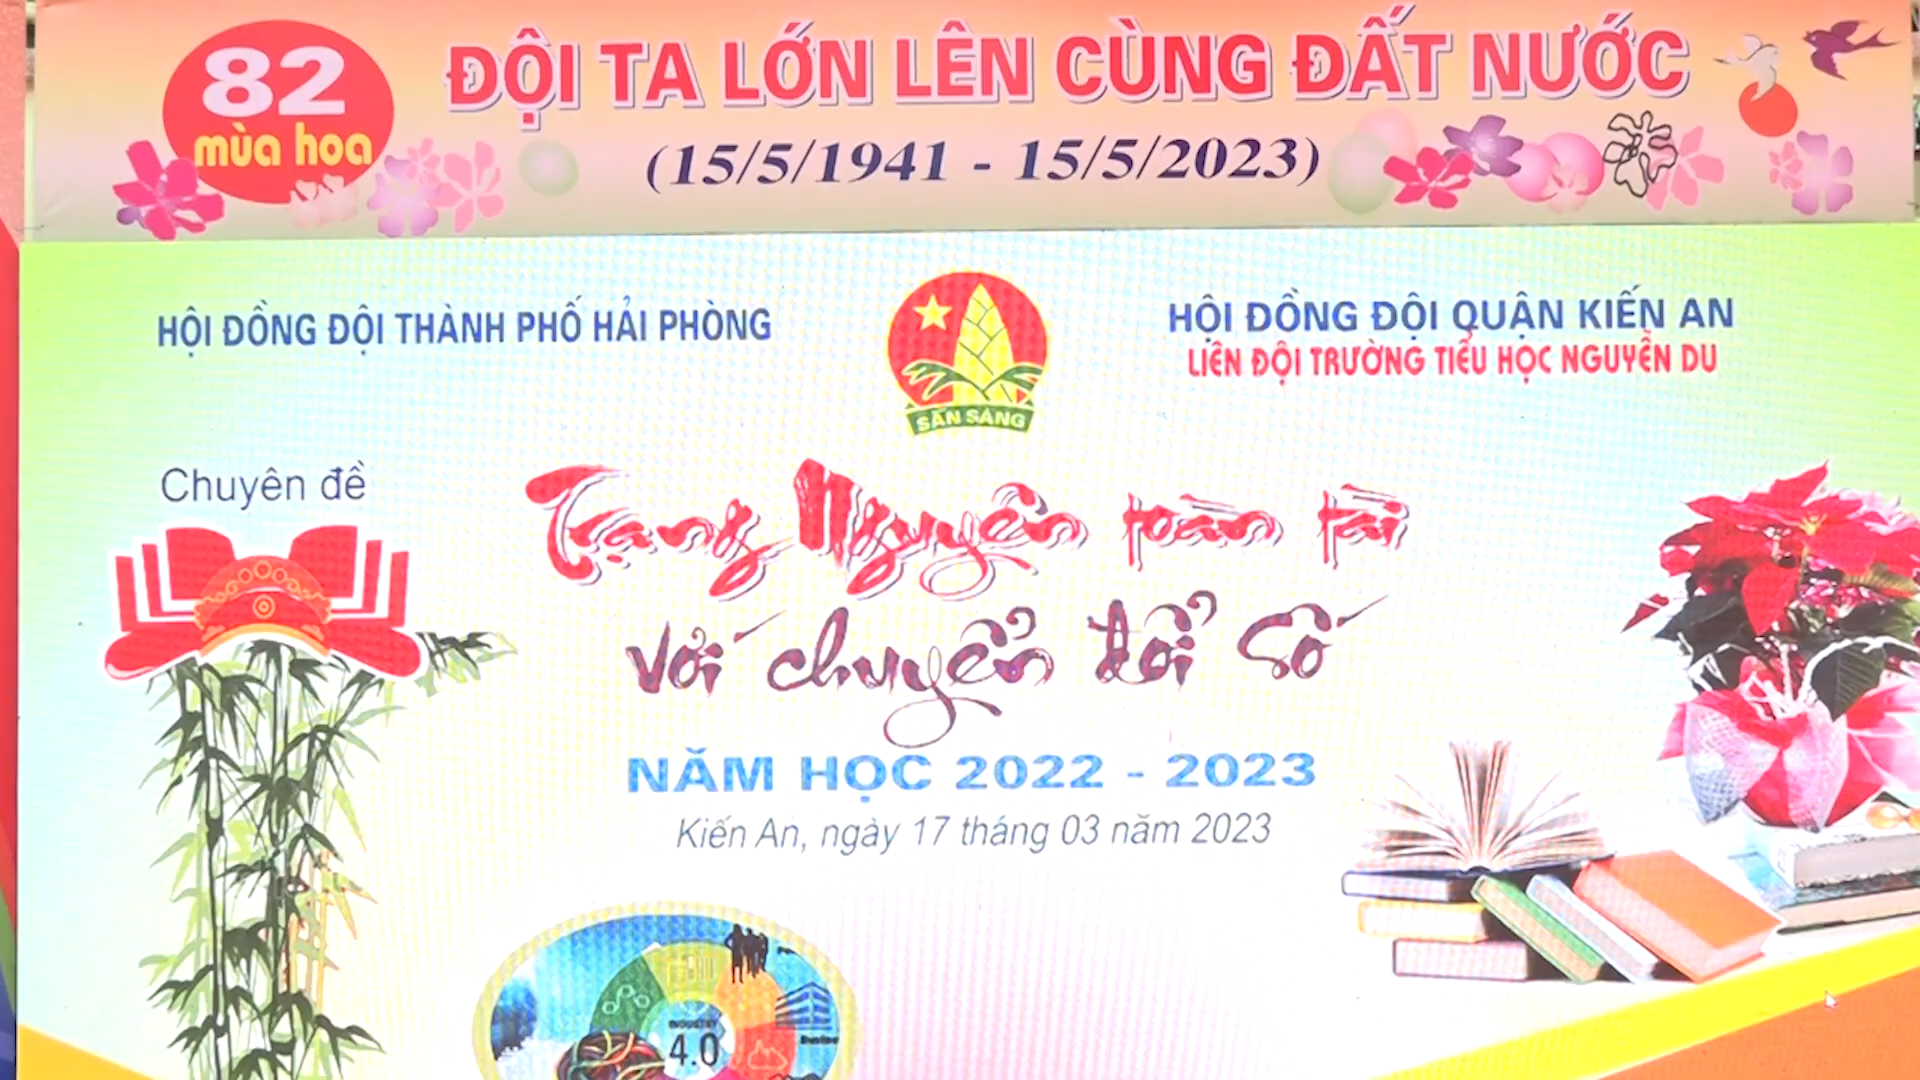 82
mùa hoa
ĐỘI TA LỚN LÊN CÙNG ĐẤT NƯỚC
(15/5/1941 - 15/5/2023)
HỘI ĐỒNG ĐỘI THÀNH PHỐ HẢI PHÒNG
HỘI ĐỒNG ĐỘI QUẬN KIẾN AN
LIÊN ĐỘI TRƯỜNG TIỂU HỌC NGUYỄN DU
SẴN SÀNG
Chuyên đề
Trạng Nguyên toàn tài
với chuyển đổi số
NĂM HỌC 2022 - 2023
Kiến An, ngày 17 tháng 03 năm 2023
INDUSTRY
4.0